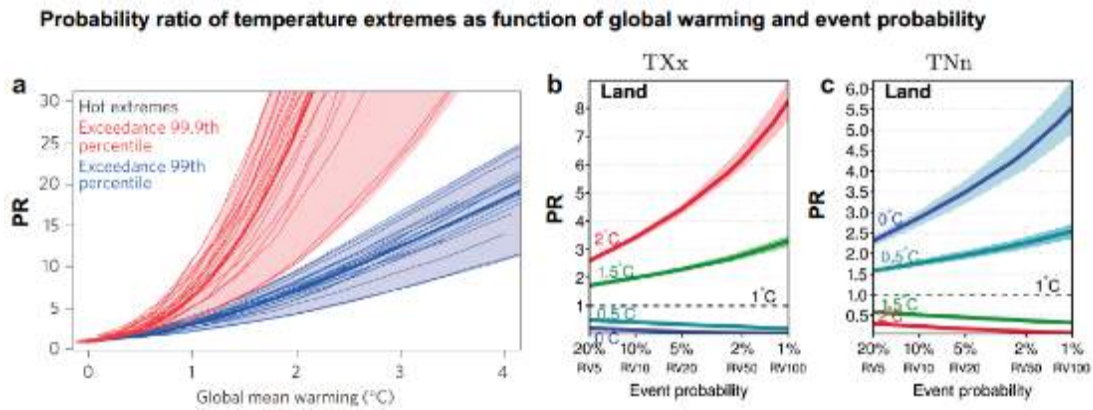 Probability ratio of temperature extremes as function of global warming and event probability
a
Hot extremes
Exceedance 99.9th
percentile
Exceedance 99th
percentile
PR
30
25
20
15
10
5
0
0 1 2 3 4
Global mean warming (°C)
b
TXx
Land
PR
8
7
6
5
4
3
2
1
2°C
1.5°C
1°C
0.5°C
0°C
20% 10% 5% 2% 1%
RV5 RV10 RV20 RV50 RV100
Event probability
c
TNn
Land
PR
6.0
5.5
5.0
4.5
4.0
3.5
3.0
2.5
2.0
1.5
1.0
0.5
0°C
0.5°C
1°C
1.5°C
2°C
20% 10% 5% 2% 1%
RV5 RV10 RV20 RV50 RV100
Event probability